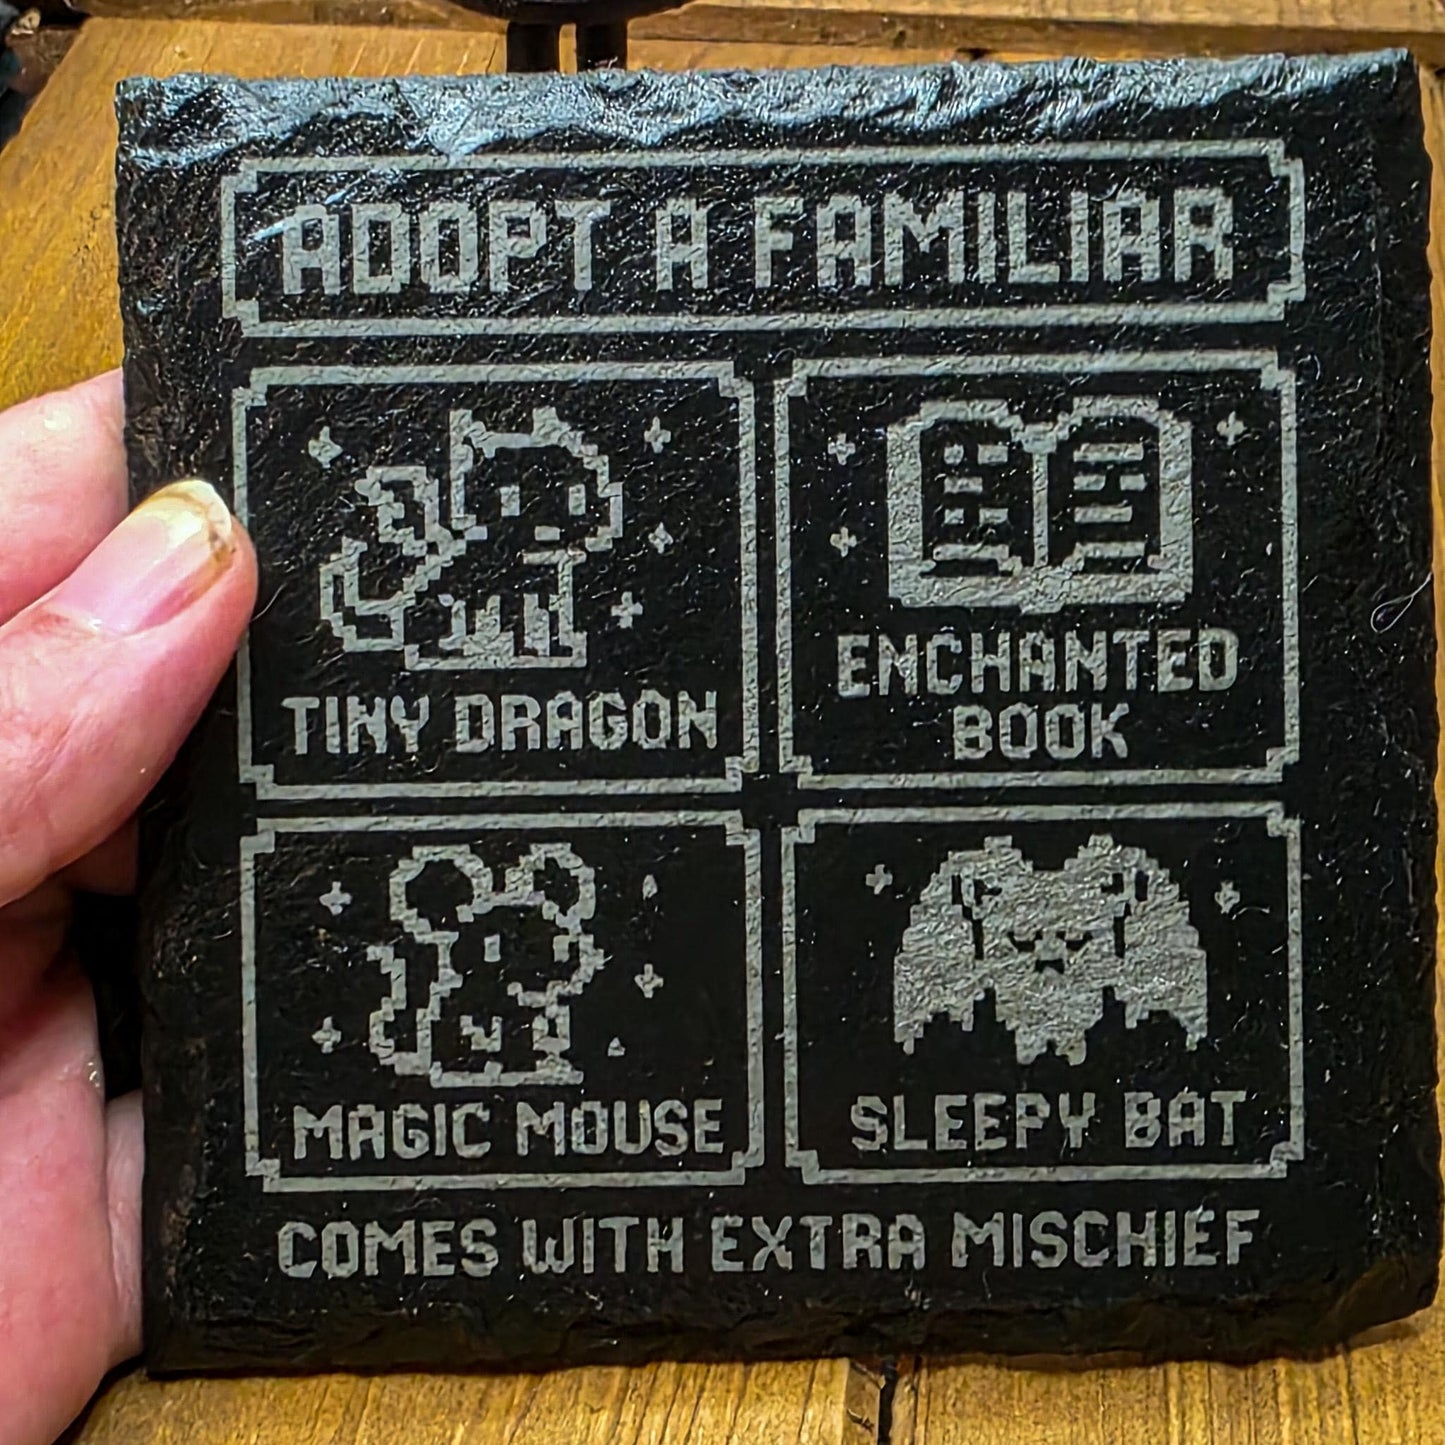 ADOPT A FAMILIAR
TINY DRAGON
ENCHANTED
BOOK
MAGIC MOUSE
SLEEPY BAT
COMES WITH EXTRA MISCHIEF